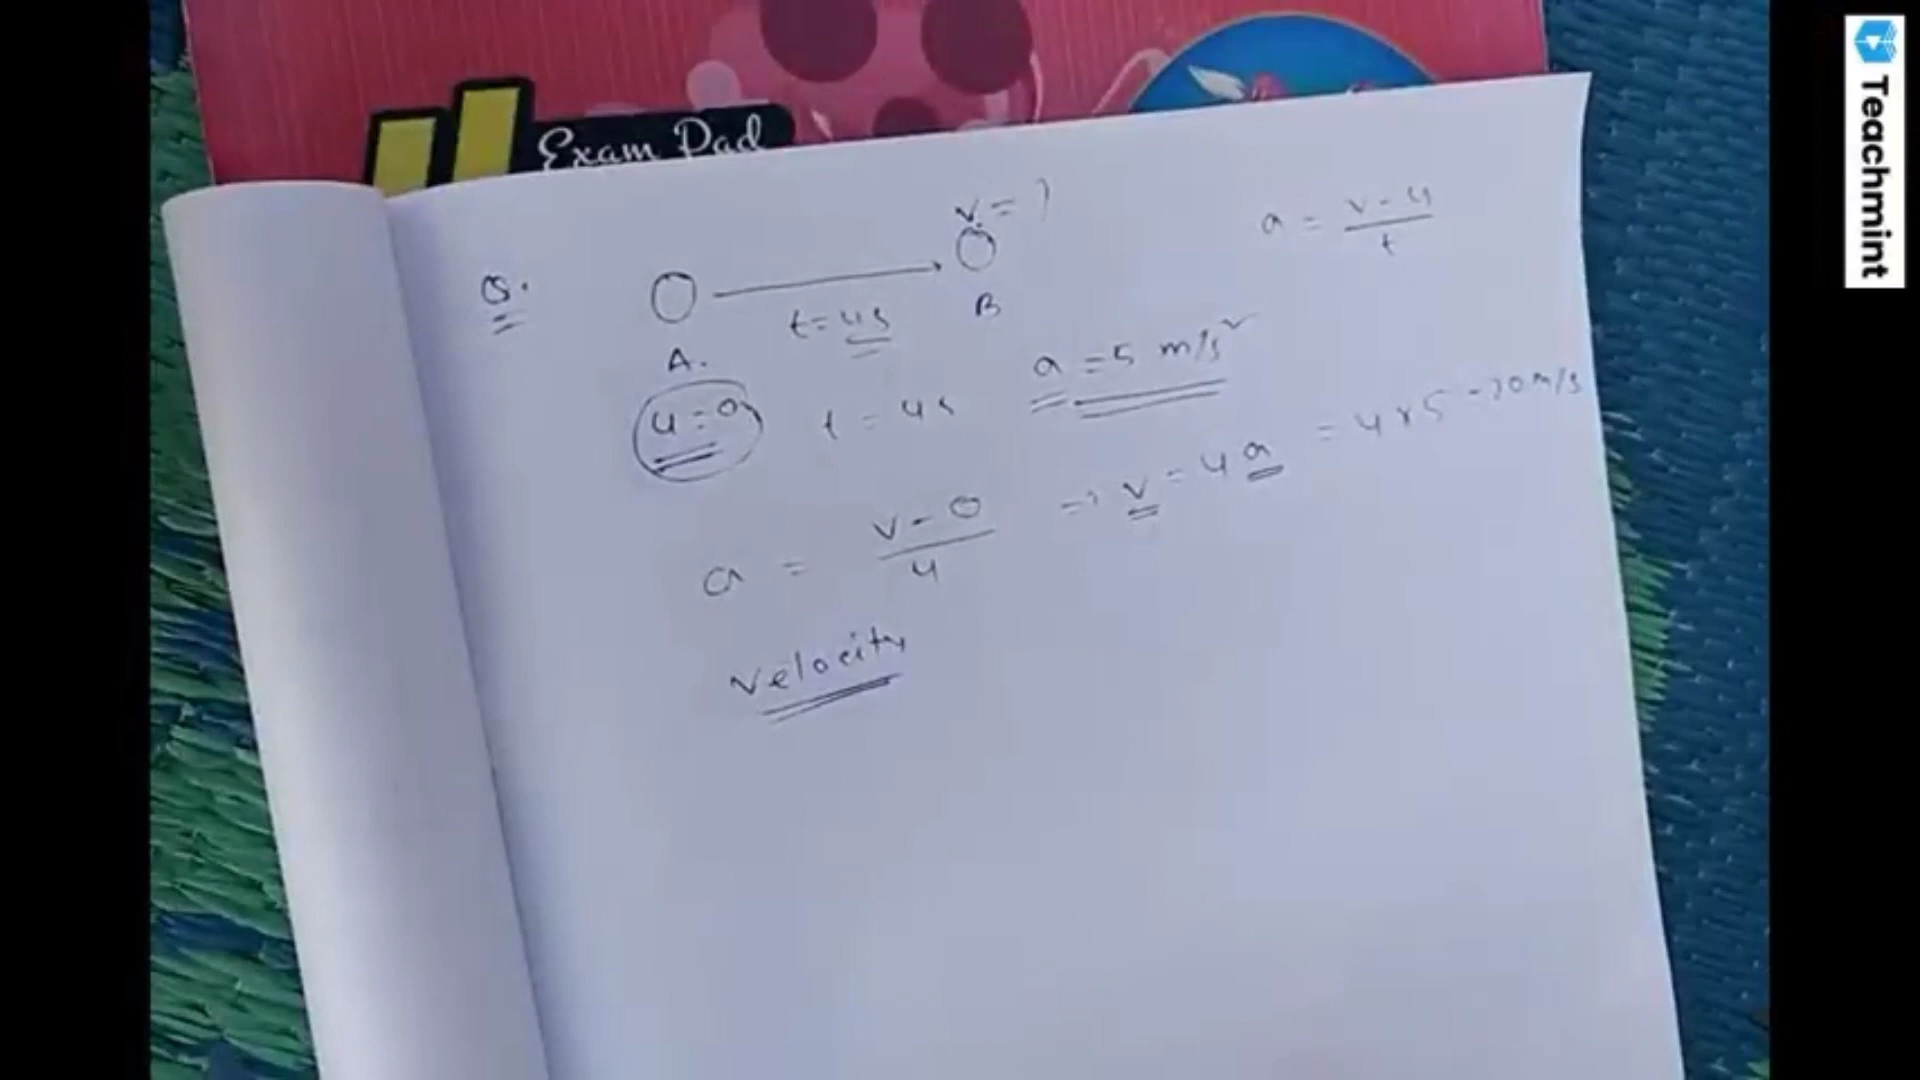 Exam Pad
Teachmint
v = ?
a = v - u / t
Q.
A.
t = 4s
B
u = 0
t = 4s
a = 5 m/s²
a = v - 0 / 4
⇒ v = 4a = 4 x 5 = 20 m/s
Velocity